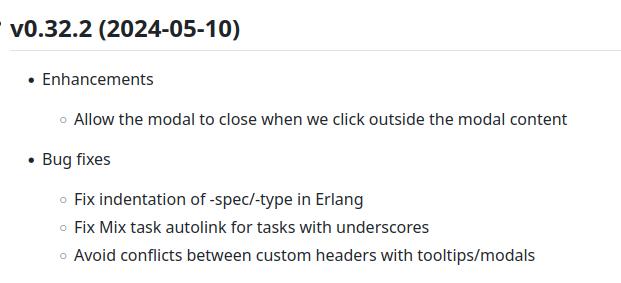 v0.32.2 (2024-05-10)
Enhancements
Allow the modal to close when we click outside the modal content
Bug fixes
Fix indentation of -spec/-type in Erlang
Fix Mix task autolink for tasks with underscores
Avoid conflicts between custom headers with tooltips/modals